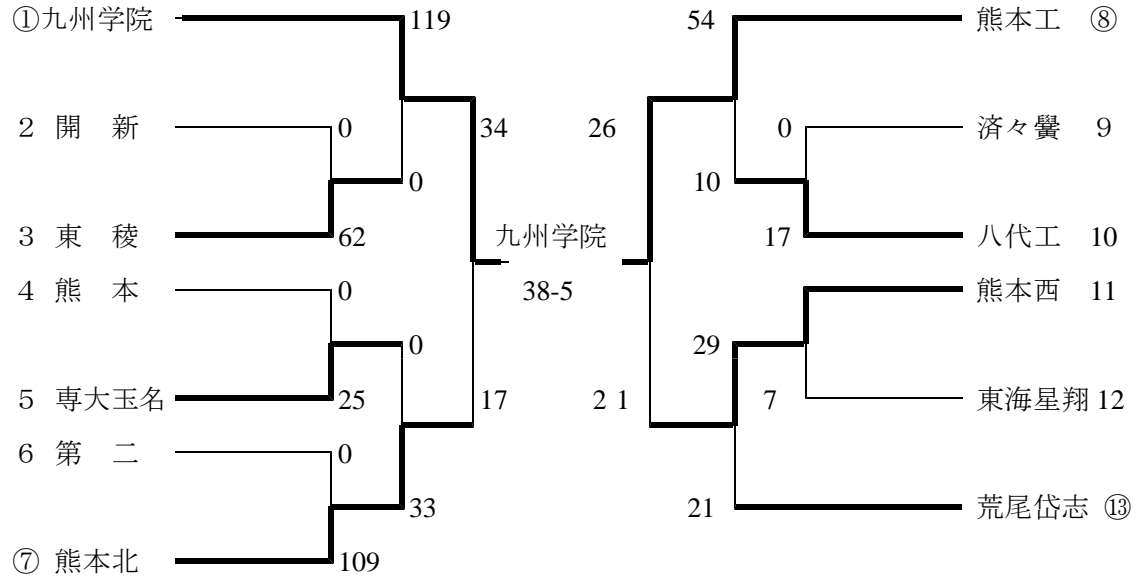 ①九州学院 119 54 熊本工 ⑧
2 開 新 0 34 26 0 済々黌 9
0 10
3 東 稜 62 九州学院 17 八代工 10
4 熊 本 0 38-5 熊本西 11
0 29
5 専大玉名 25 17 2 1 7 東海星翔 12
6 第 二 0
33 21 荒尾岱志 ⑬
⑦ 熊本北 109